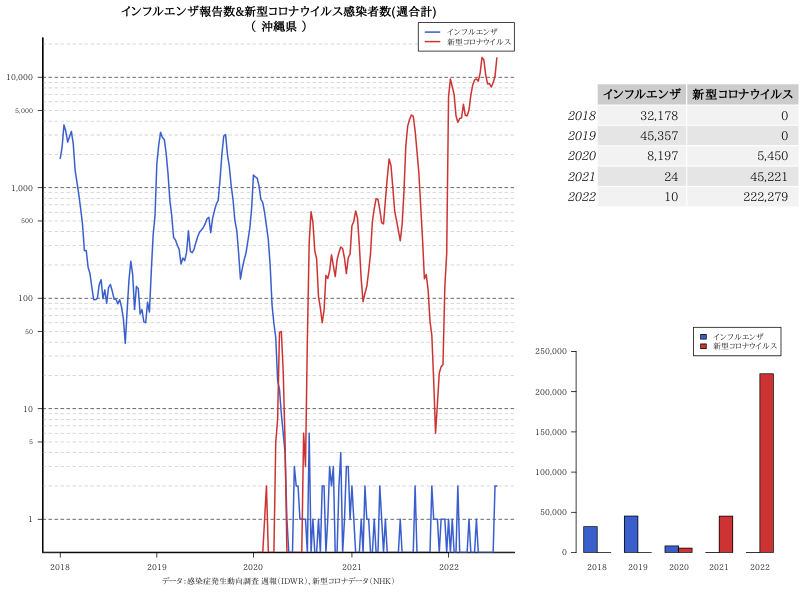 インフルエンザ報告数&新型コロナウイルス感染者数(週合計)
( 沖縄県 )
インフルエンザ
新型コロナウイルス
10,000
5,000
1,000
500
100
50
10
5
1
2018 2019 2020 2021 2022
データ:感染症発生動向調査 週報(IDWR)、新型コロナデータ(NHK)
インフルエンザ 新型コロナウイルス
2018 32,178 0
2019 45,357 0
2020 8,197 5,450
2021 24 45,221
2022 10 222,279
インフルエンザ
新型コロナウイルス
250,000
200,000
150,000
100,000
50,000
0
2018 2019 2020 2021 2022